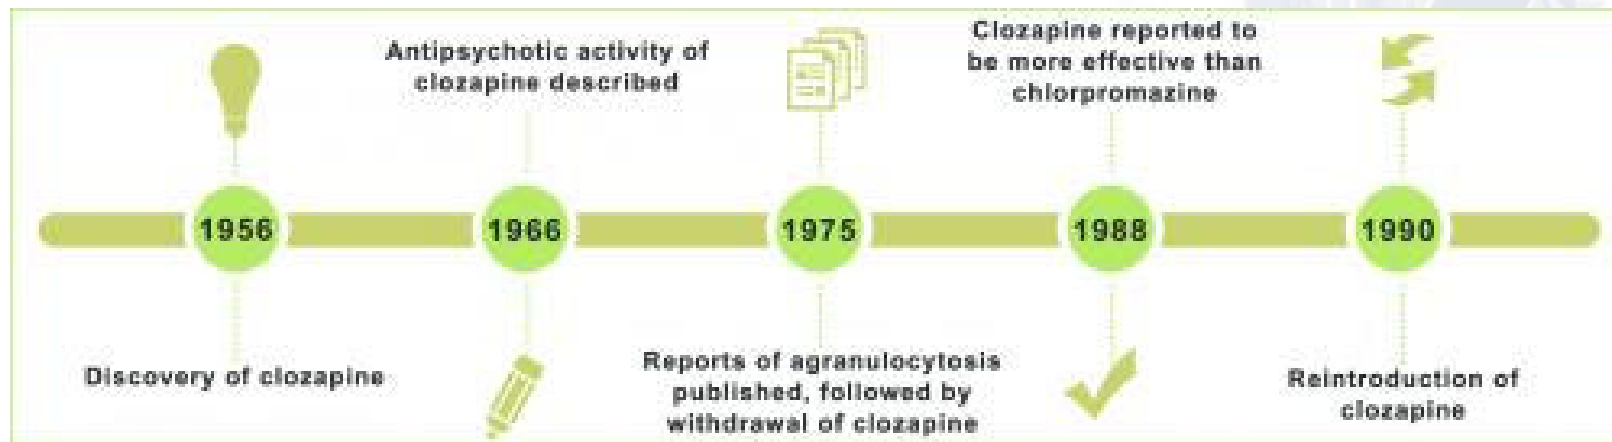 1956
Discovery of clozapine
Antipsychotic activity of
clozapine described
1966
1975
Reports of agranulocytosis
published, followed by
withdrawal of clozapine
Clozapine reported to
be more effective than
chlorpromazine
1988
1990
Reintroduction of
clozapine